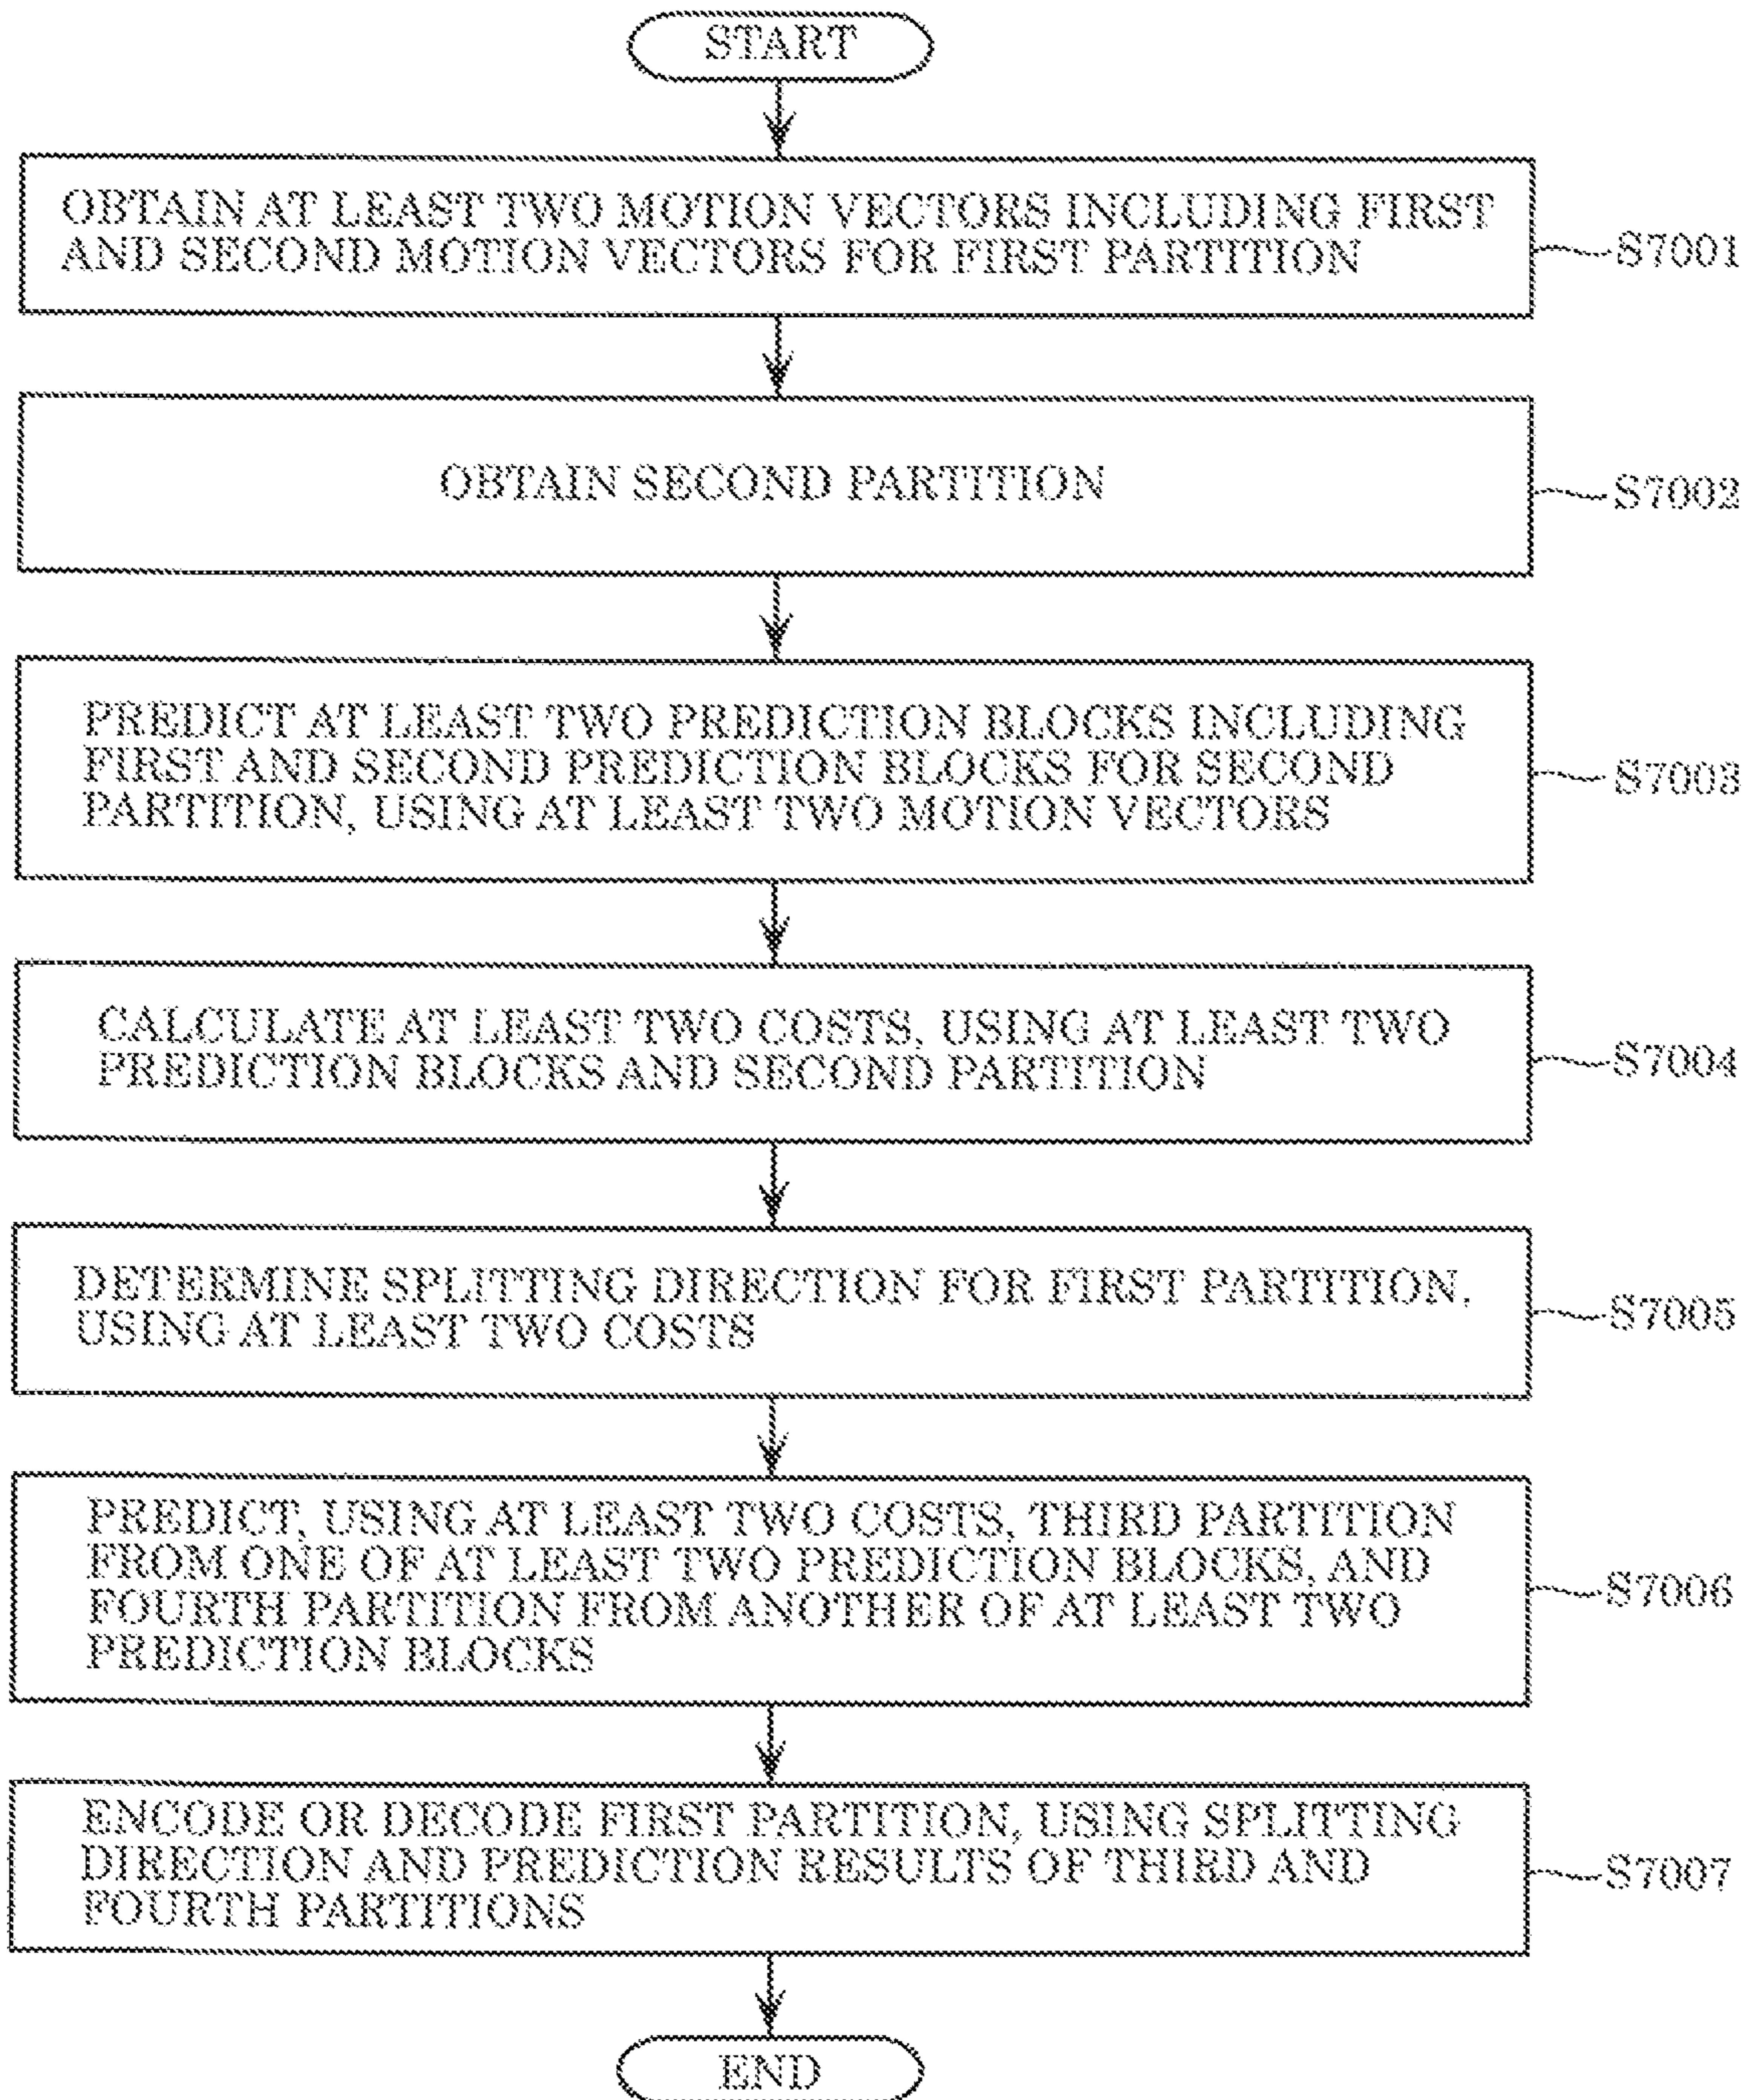 START
OBTAIN AT LEAST TWO MOTION VECTORS INCLUDING FIRST
AND SECOND MOTION VECTORS FOR FIRST PARTITION
S7001
OBTAIN SECOND PARTITION
S7002
PREDICT AT LEAST TWO PREDICTION BLOCKS INCLUDING
FIRST AND SECOND PREDICTION BLOCKS FOR SECOND
PARTITION, USING AT LEAST TWO MOTION VECTORS
S7003
CALCULATE AT LEAST TWO COSTS, USING AT LEAST TWO
PREDICTION BLOCKS AND SECOND PARTITION
S7004
DETERMINE SPLITTING DIRECTION FOR FIRST PARTITION,
USING AT LEAST TWO COSTS
S7005
PREDICT, USING AT LEAST TWO COSTS, THIRD PARTITION
FROM ONE OF AT LEAST TWO PREDICTION BLOCKS, AND
FOURTH PARTITION FROM ANOTHER OF AT LEAST TWO
PREDICTION BLOCKS
S7006
ENCODE OR DECODE FIRST PARTITION, USING SPLITTING
DIRECTION AND PREDICTION RESULTS OF THIRD AND
FOURTH PARTITIONS
S7007
END